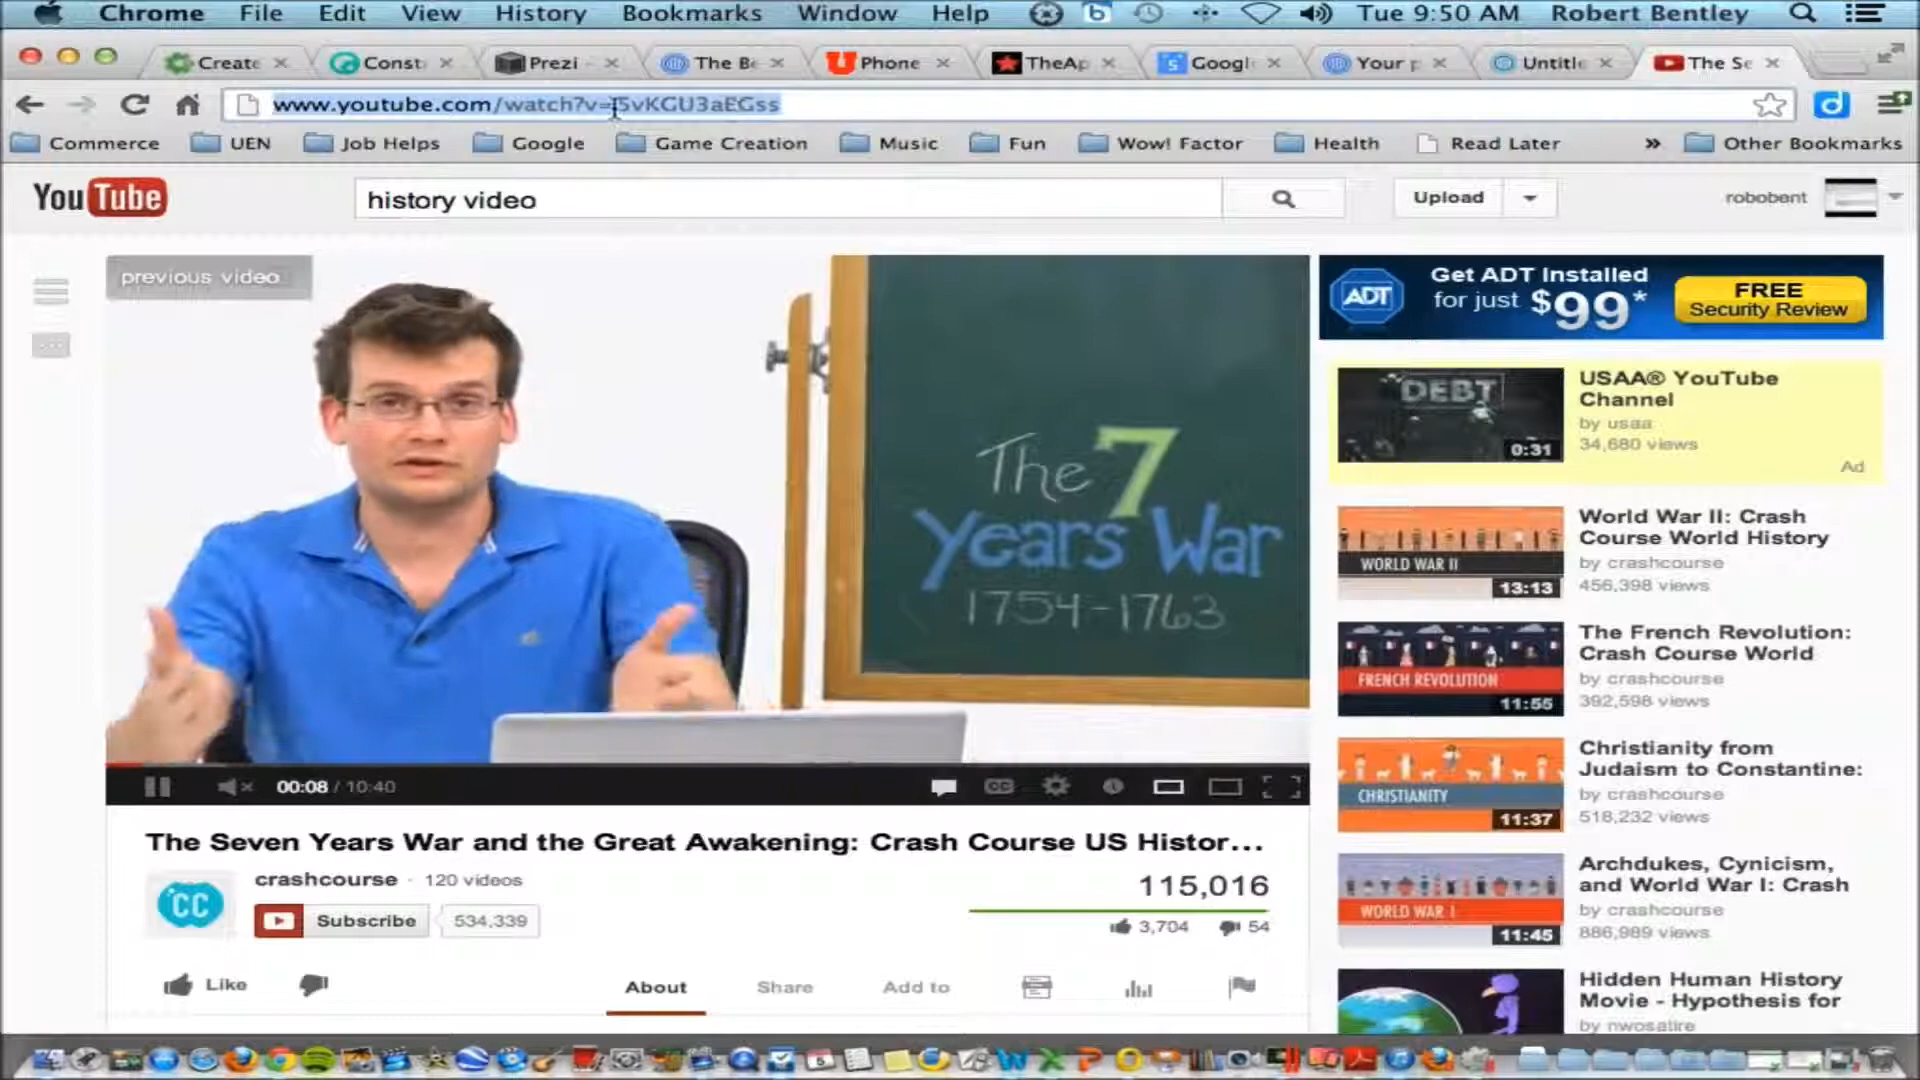 Chrome File Edit View History Bookmarks Window Help Tue 9:50 AM Robert Bentley
Create Const Prezi - The Be Phone TheAp Googl Your p Untitle The Se
www.youtube.com/watch?v=5vKGU3aEGss
Commerce UEN Job Helps Google Game Creation Music Fun Wow! Factor Health Read Later » Other Bookmarks
YouTube history video Upload robobent
previous video
The 7
Years War
1754-1763
00:08 / 10:40
The Seven Years War and the Great Awakening: Crash Course US Histor...
CC
crashcourse · 120 videos
Subscribe 534,339
115,016
3,704 54
Like About Share Add to
ADT
Get ADT Installed
for just $99*
FREE
Security Review
DEBT
0:31
USAA® YouTube
Channel
by usaa
34,680 views
Ad
WORLD WAR II
13:13
World War II: Crash
Course World History
by crashcourse
456,398 views
FRENCH REVOLUTION
11:55
The French Revolution:
Crash Course World
by crashcourse
392,598 views
CHRISTIANITY
11:37
Christianity from
Judaism to Constantine:
by crashcourse
518,232 views
WORLD WAR I
11:45
Archdukes, Cynicism,
and World War I: Crash
by crashcourse
886,989 views
Hidden Human History
Movie - Hypothesis for
by nwosatire